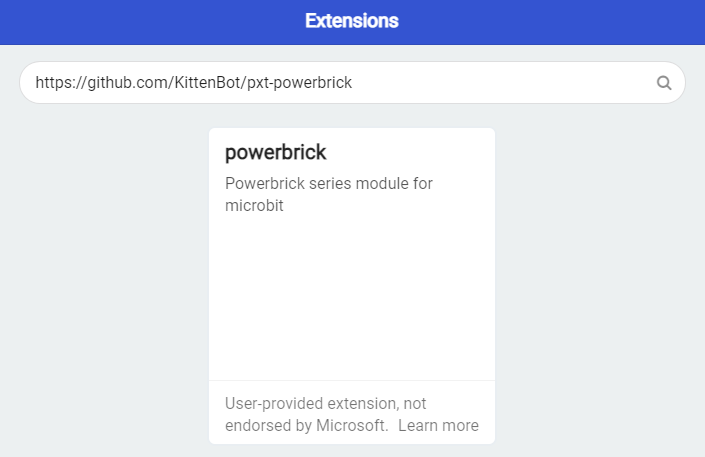 Extensions
https://github.com/KittenBot/pxt-powerbrick
powerbrick
Powerbrick series module for
microbit
User-provided extension, not
endorsed by Microsoft. Learn more